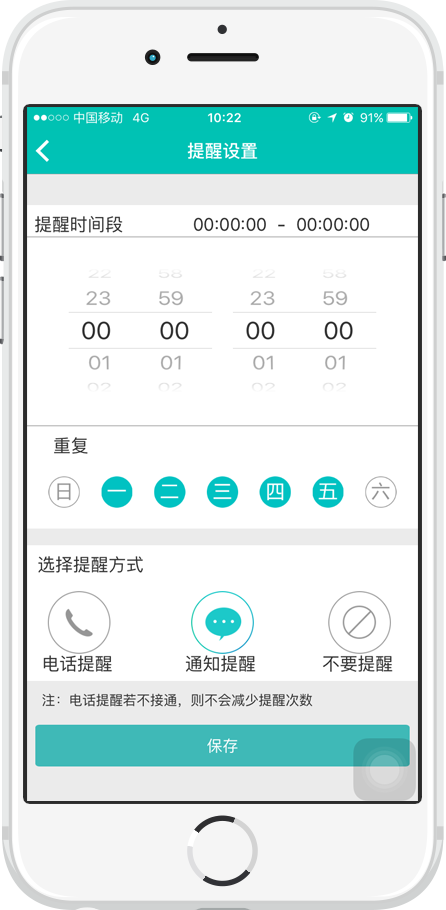 中国移动 4G 10:22 91%
提醒设置
提醒时间段 00:00:00 - 00:00:00
22 58 22 58
23 59 23 59
00 00 00 00
01 01 01 01
02 02 02 02
重复
日 一 二 三 四 五 六
选择提醒方式
电话提醒 通知提醒 不要提醒
注：电话提醒若不接通，则不会减少提醒次数
保存